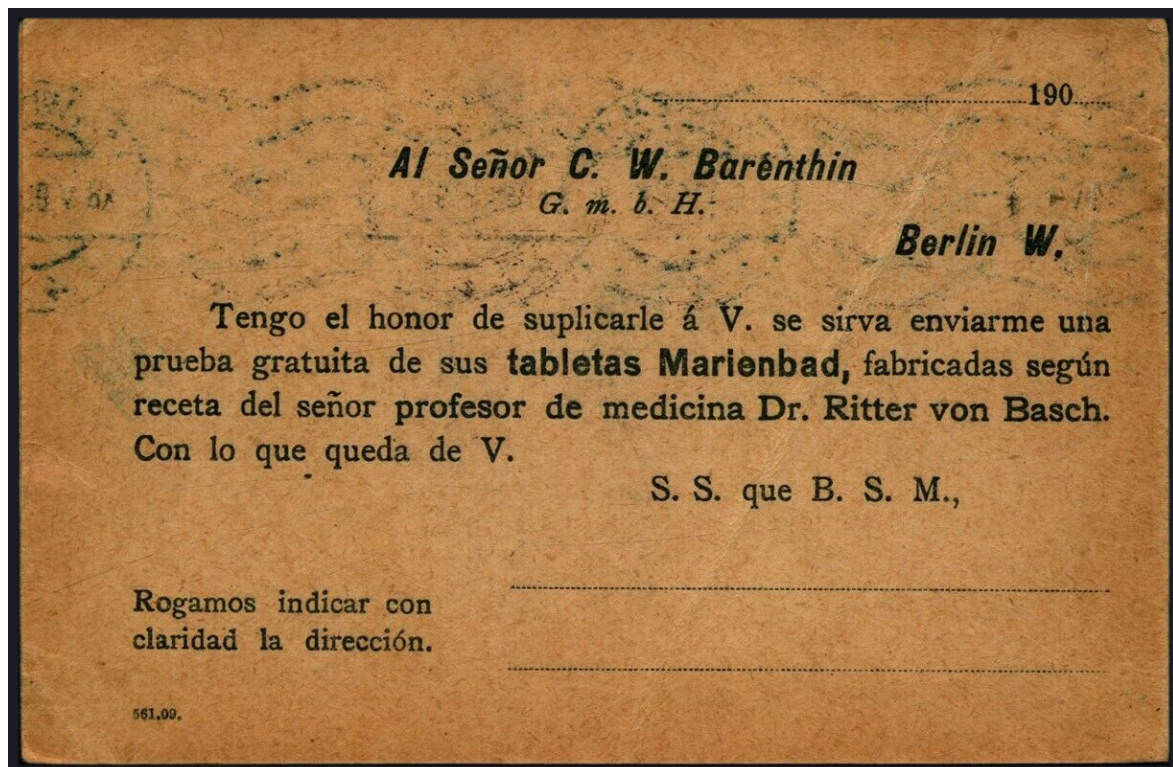 190
Al Señor C. W. Barenthin
G. m. b. H.
Berlin W.
Tengo el honor de suplicarle á V. se sirva enviarme una
prueba gratuita de sus tabletas Marienbad, fabricadas según
receta del señor profesor de medicina Dr. Ritter von Basch.
Con lo que queda de V.
S. S. que B. S. M.,
Rogamos indicar con
claridad la dirección.
561.09.